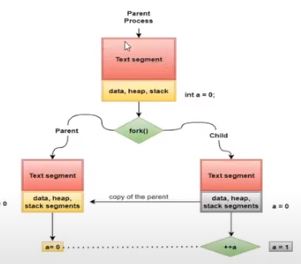 Parent
Process
Text segment
data, heap, stack
int a = 0;
fork()
Parent
Child
Text segment
Text segment
data, heap,
stack segments
copy of the parent
data, heap,
stack segments
= 0
a = 0
a= 0
++a
a = 1